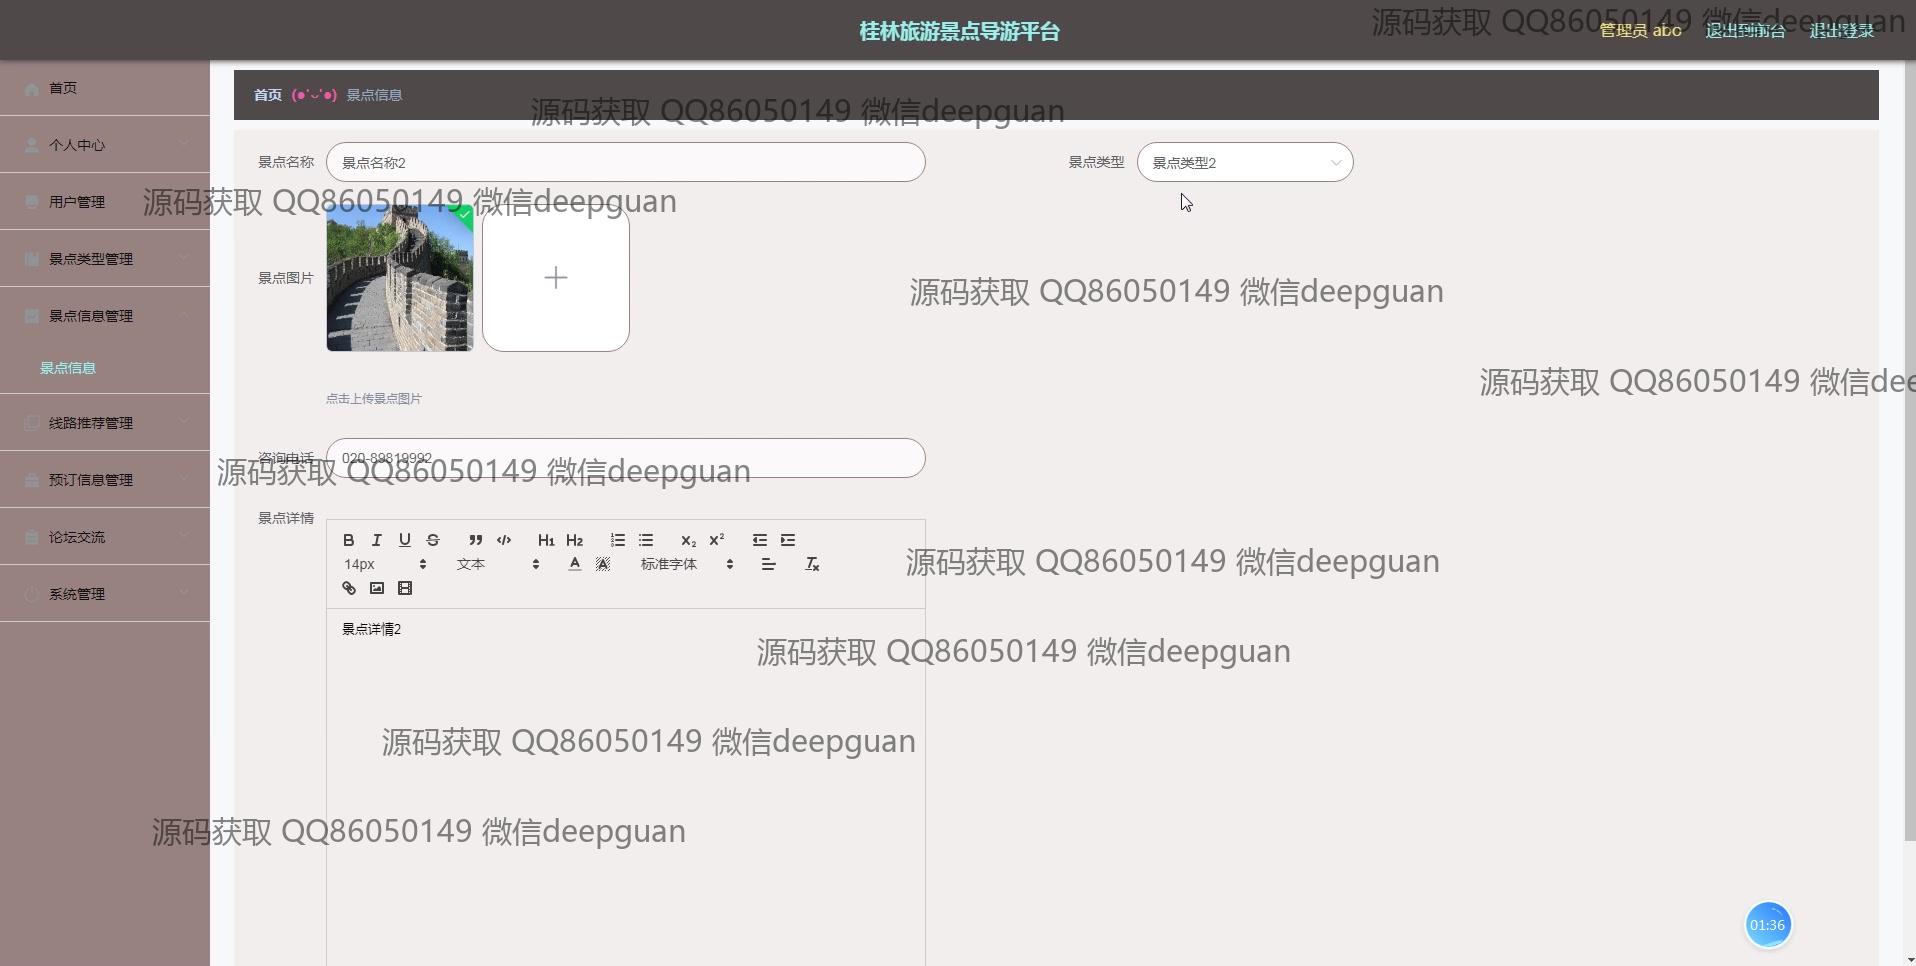 桂林旅游景点导游平台
源码获取 QQ86050149 微信deepguan
管理员 abc 退出到前台 退出登录
首页
首页 (●'◡'●) 景点信息
源码获取 QQ86050149 微信deepguan
个人中心
景点名称 景点名称2 景点类型 景点类型2
用户管理
源码获取 QQ86050149 微信deepguan
景点类型管理
景点图片
源码获取 QQ86050149 微信deepguan
景点信息管理
景点信息
源码获取 QQ86050149 微信dee
点击上传景点图片
线路推荐管理
咨询电话 020-89819992
源码获取 QQ86050149 微信deepguan
预订信息管理
景点详情
论坛交流
B I U S H1 H2 x2 x2
14px 文本 A A 标准字体 Tx
源码获取 QQ86050149 微信deepguan
系统管理
景点详情2
源码获取 QQ86050149 微信deepguan
源码获取 QQ86050149 微信deepguan
源码获取 QQ86050149 微信deepguan
01:36